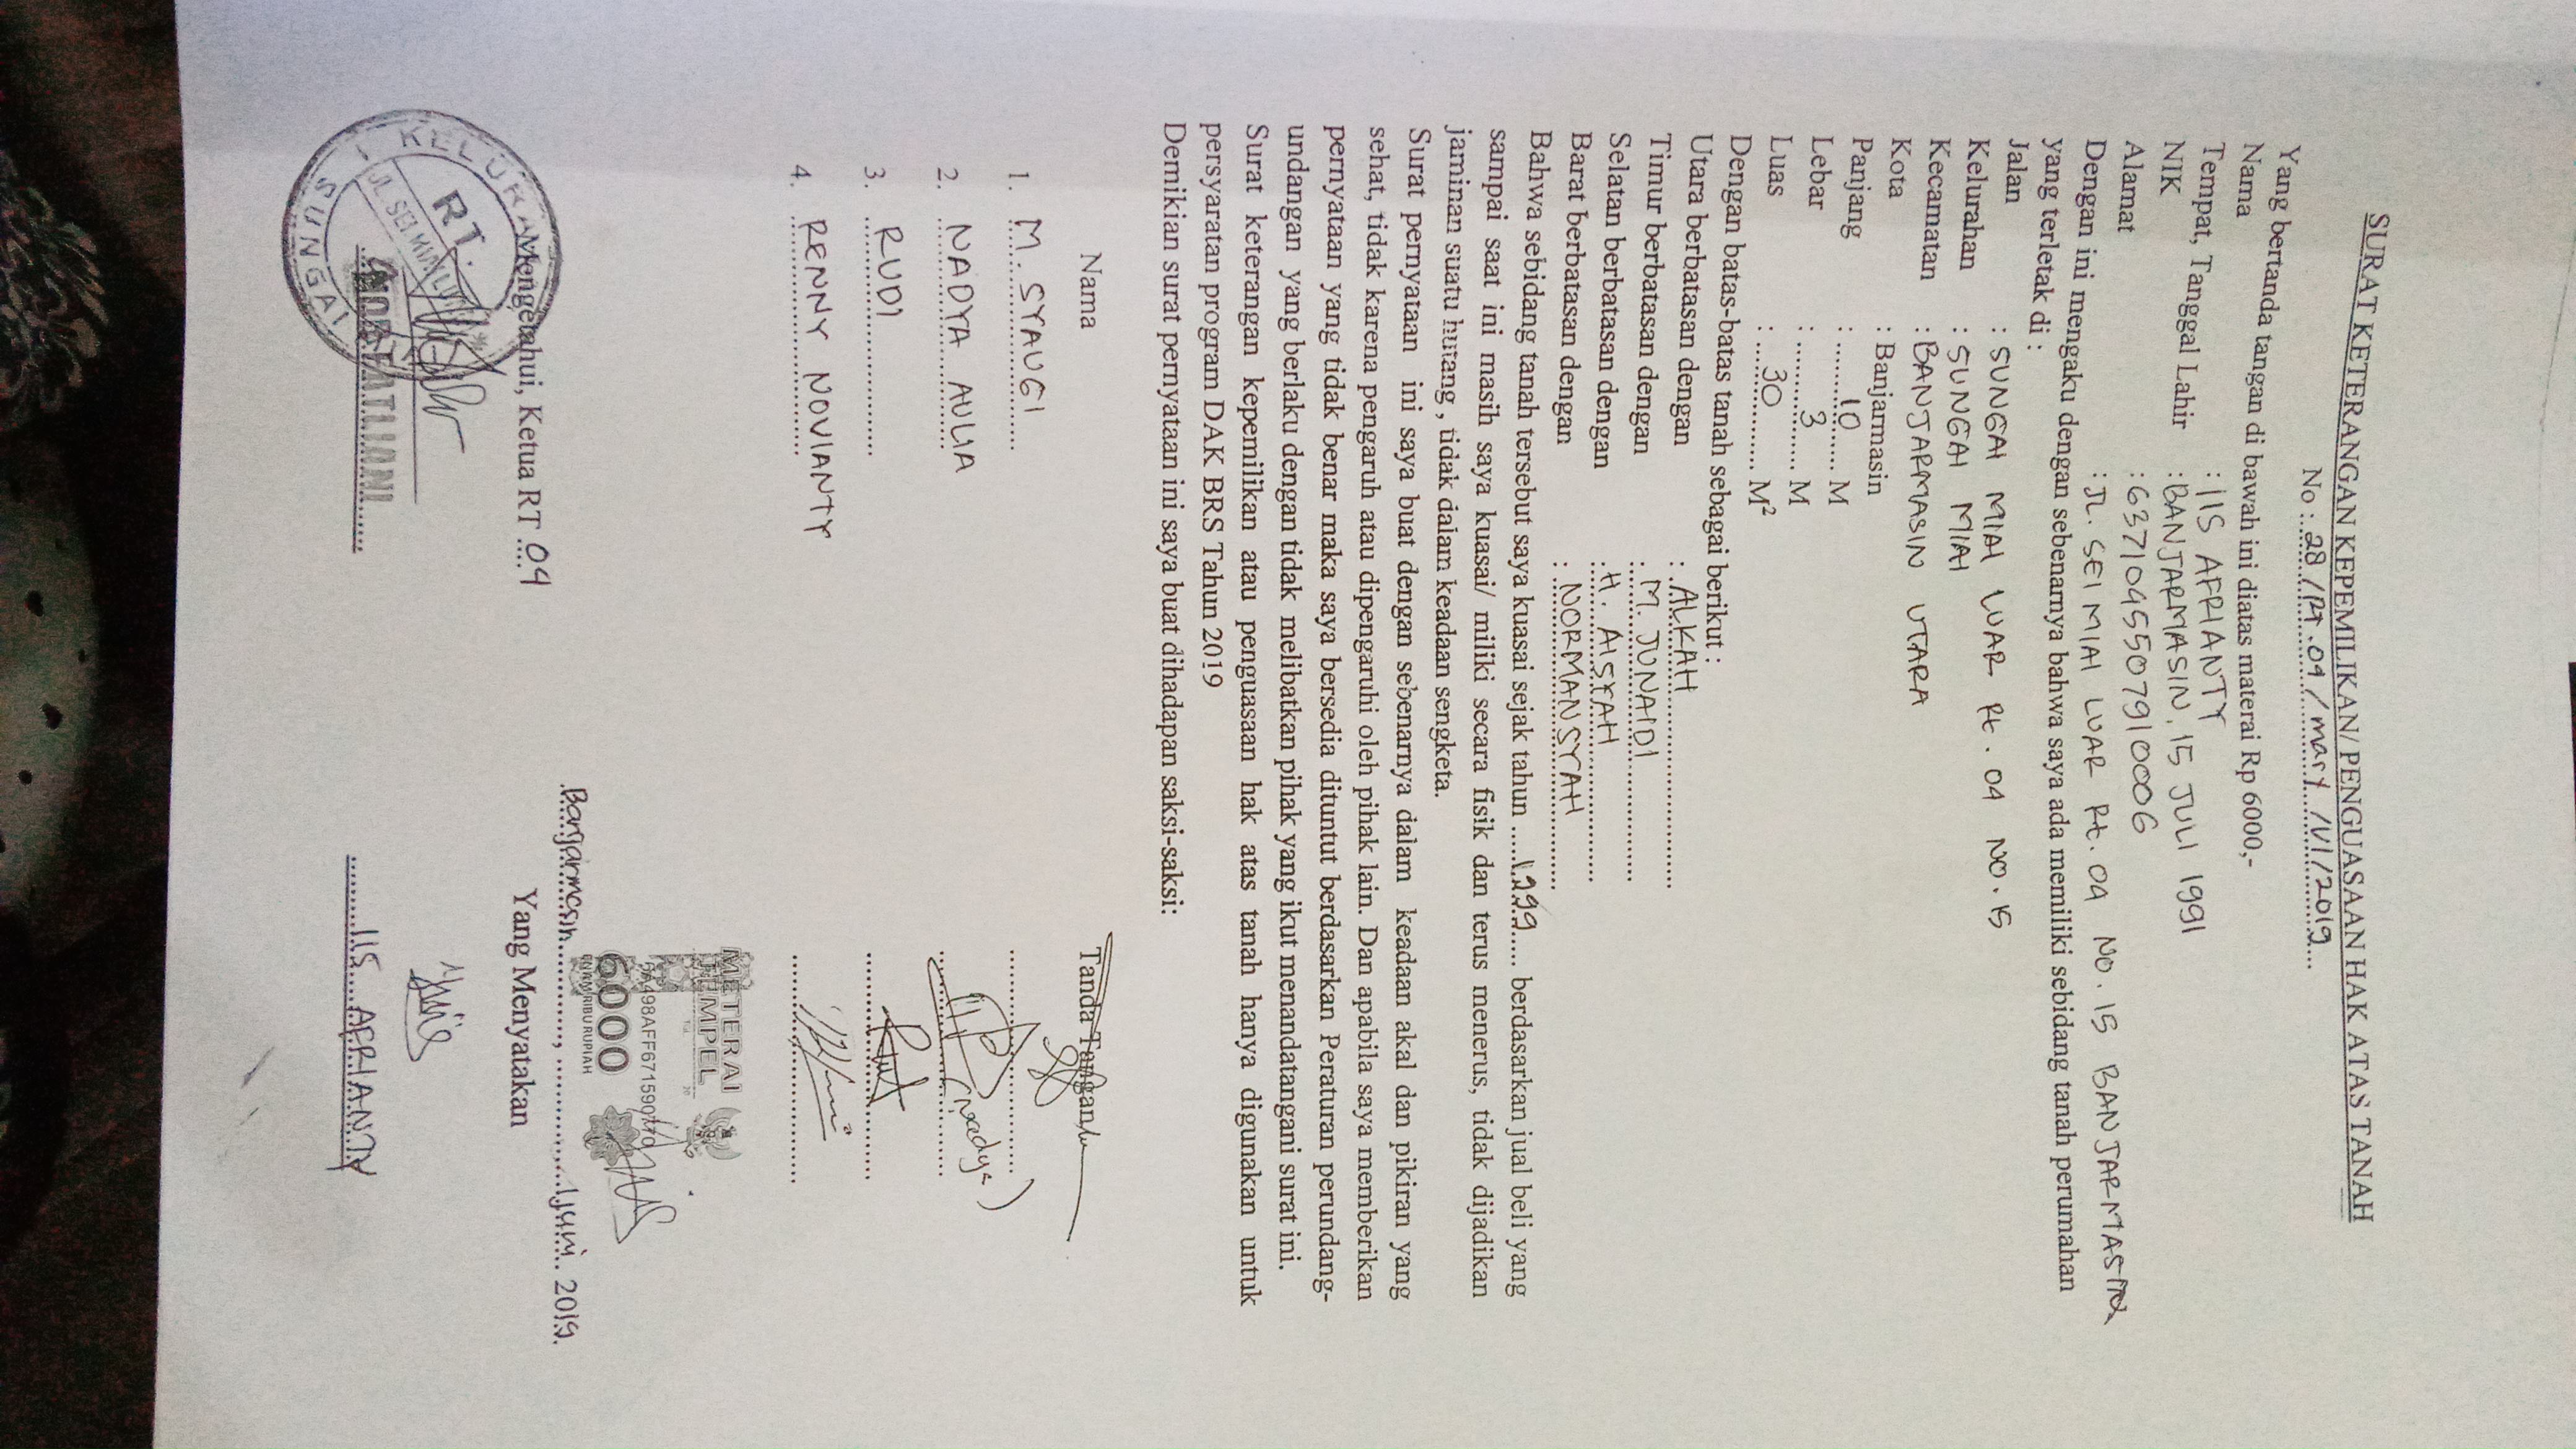 SURAT KETERANGAN KEPEMILIKAN/ PENGUASAAN HAK ATAS TANAH
No : 28 / Rt. 04 / mart / VI / 2019
Yang bertanda tangan di bawah ini diatas materai Rp 6000,-
Nama : IIS AFRIANTY
Tempat, Tanggal Lahir : BANJARMASIN, 15 JULI 1991
NIK : 6371045507910006
Alamat : JL. SEI MIAI LUAR Rt. 04 NO. 15 BANJARMASIN
Dengan ini mengaku dengan sebenarnya bahwa saya ada memiliki sebidang tanah perumahan
yang terletak di :
Jalan : SUNGAI MIAI LUAR Rt. 04 NO. 15
Kelurahan : SUNGAI MIAI
Kecamatan : BANJARMASIN UTARA
Kota : Banjarmasin
Panjang : 10 M
Lebar : 3 M
Luas : 30 M²
Dengan batas-batas tanah sebagai berikut :
Utara berbatasan dengan : ALKAH
Timur berbatasan dengan : M. JUNAIDI
Selatan berbatasan dengan : H. AISYAH
Barat berbatasan dengan : NORMANSYAH
Bahwa sebidang tanah tersebut saya kuasai sejak tahun 1999 berdasarkan jual beli yang
sampai saat ini masih saya kuasai/ miliki secara fisik dan terus menerus, tidak dijadikan
jaminan suatu hutang , tidak dalam keadaan sengketa.
Surat pernyataan ini saya buat dengan sebenarnya dalam keadaan akal dan pikiran yang
sehat, tidak karena pengaruh atau dipengaruhi oleh pihak lain. Dan apabila saya memberikan
pernyataan yang tidak benar maka saya bersedia dituntut berdasarkan Peraturan perundang-
undangan yang berlaku dengan tidak melibatkan pihak yang ikut menandatangani surat ini.
Surat keterangan kepemilikan atau penguasaan hak atas tanah hanya digunakan untuk
persyaratan program DAK BRS Tahun 2019
Demikian surat pernyataan ini saya buat dihadapan saksi-saksi:
Nama Tanda Tangan
1. M. SYAUGI
2. NADYA AULIA (nadya)
3. RUDI
4. RENNY NOVIANTY
METERAI
TEMPEL
6000
ENAM RIBU RUPIAH
Banjarmasin, 1 juni 2019.
Mengetahui, Ketua RT 04 Yang Menyatakan
KELURAHAN
RT.
JL. SEI MIAI LUAR
SUNGAI
IIS AFRIANTY